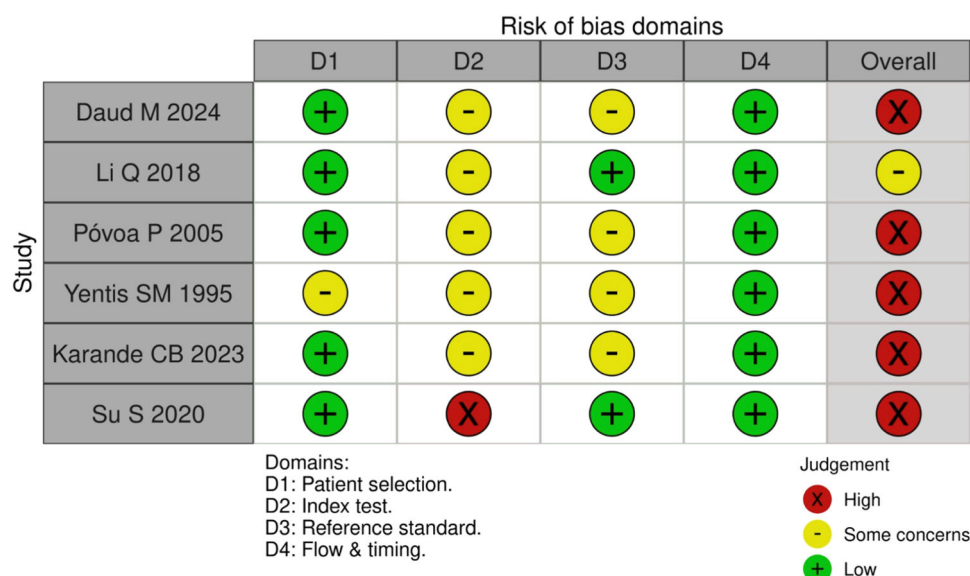 Risk of bias domains
D1 D2 D3 D4 Overall
Study
Daud M 2024 + - - + X
Li Q 2018 + - + + -
Póvoa P 2005 + - - + X
Yentis SM 1995 - - - + X
Karande CB 2023 + - - + X
Su S 2020 + X + + X
Domains:
D1: Patient selection.
D2: Index test.
D3: Reference standard.
D4: Flow & timing.
Judgement
X High
- Some concerns
+ Low